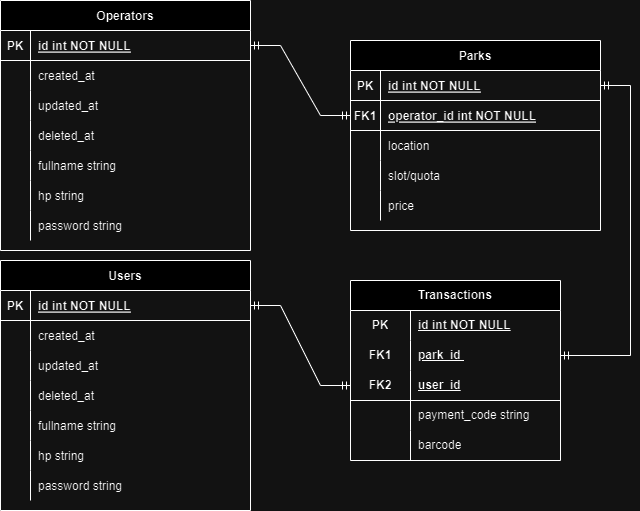 Operators
PK id int NOT NULL
created_at
updated_at
deleted_at
fullname string
hp string
password string
Parks
PK id int NOT NULL
FK1 operator_id int NOT NULL
location
slot/quota
price
Users
PK id int NOT NULL
created_at
updated_at
deleted_at
fullname string
hp string
password string
Transactions
PK id int NOT NULL
FK1 park_id
FK2 user_id
payment_code string
barcode